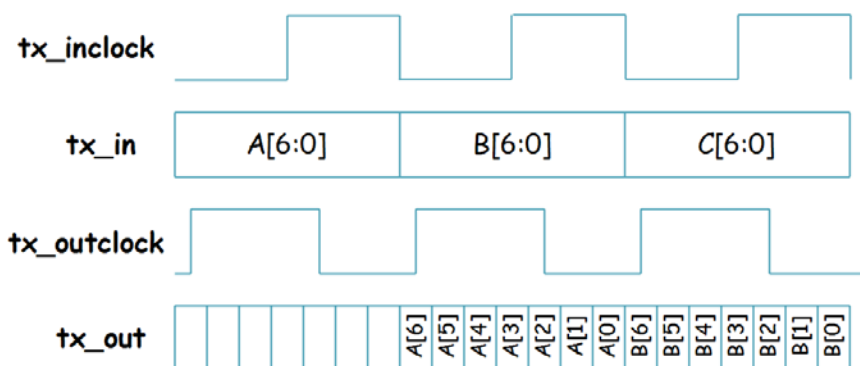 tx_inclock
tx_in A[6:0] B[6:0] C[6:0]
tx_outclock
tx_out A[6] A[5] A[4] A[3] A[2] A[1] A[0] B[6] B[5] B[4] B[3] B[2] B[1] B[0]